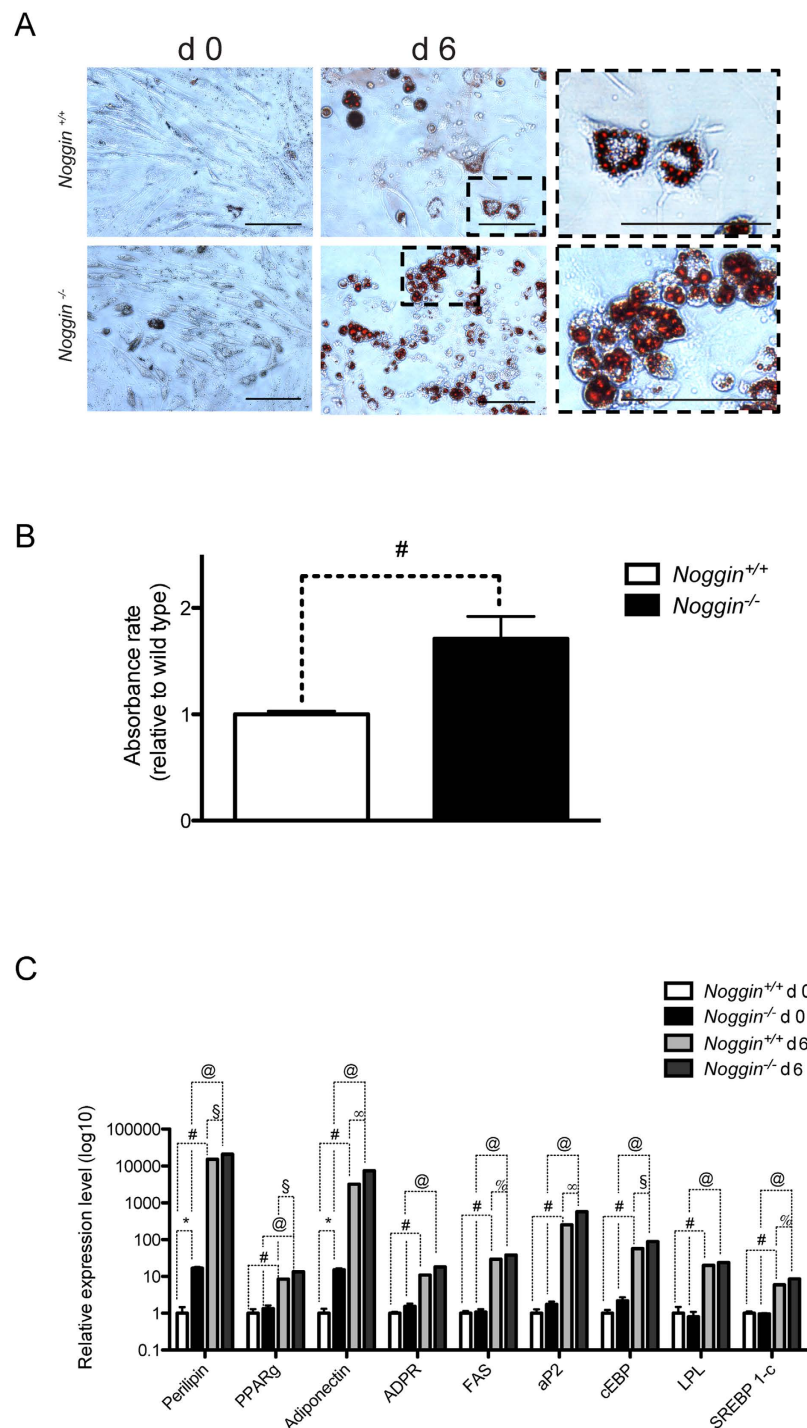 A
d 0
d 6
Noggin +/+
Noggin -/-
B
#
Absorbance rate
(relative to wild type)
2
1
0
Noggin+/+
Noggin-/-
C
Noggin+/+ d 0
Noggin-/- d 0
Noggin+/+ d6
Noggin-/- d6
Relative expression level (log10)
100000
10000
1000
100
10
1
0.1
@
§
#
*
§
@
#
@
∞
#
*
@
#
@
%
#
@
∞
#
@
§
#
@
#
@
%
#
Perilipin
PPARg
Adiponectin
ADPR
FAS
aP2
cEBP
LPL
SREBP 1-c